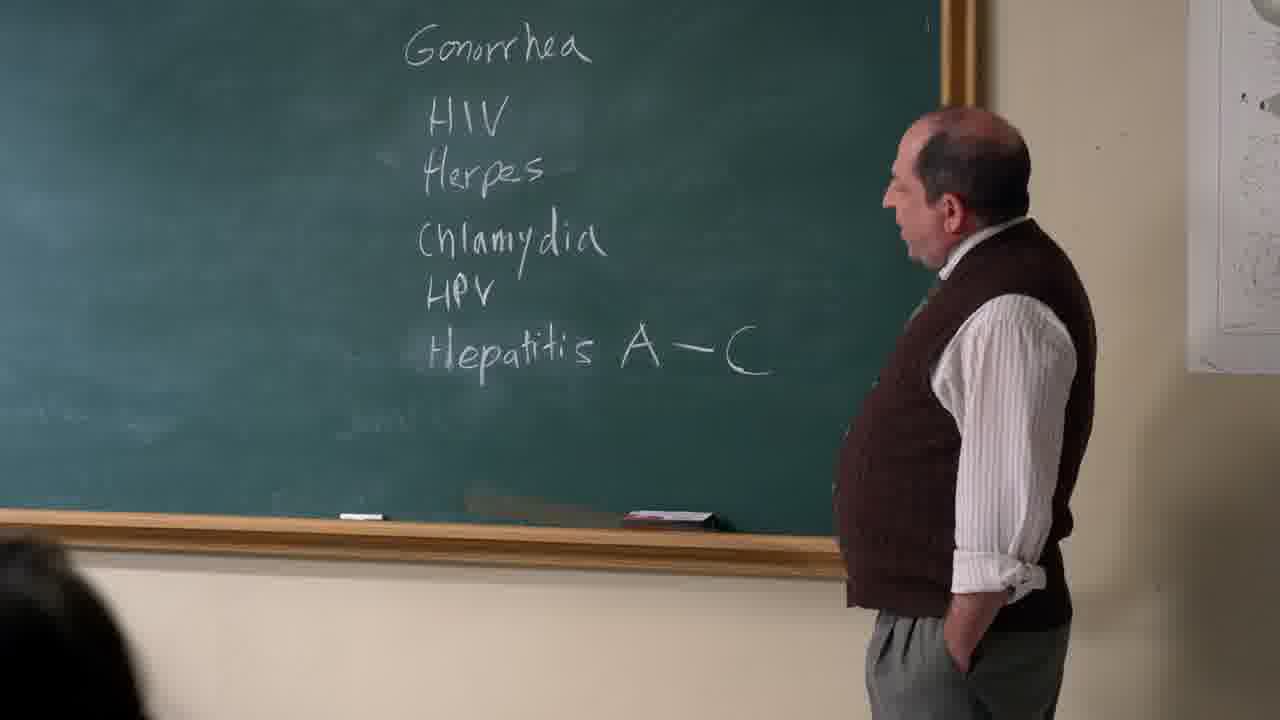 Gonorrhea
HIV
Herpes
Chlamydia
HPV
Hepatitis A - C